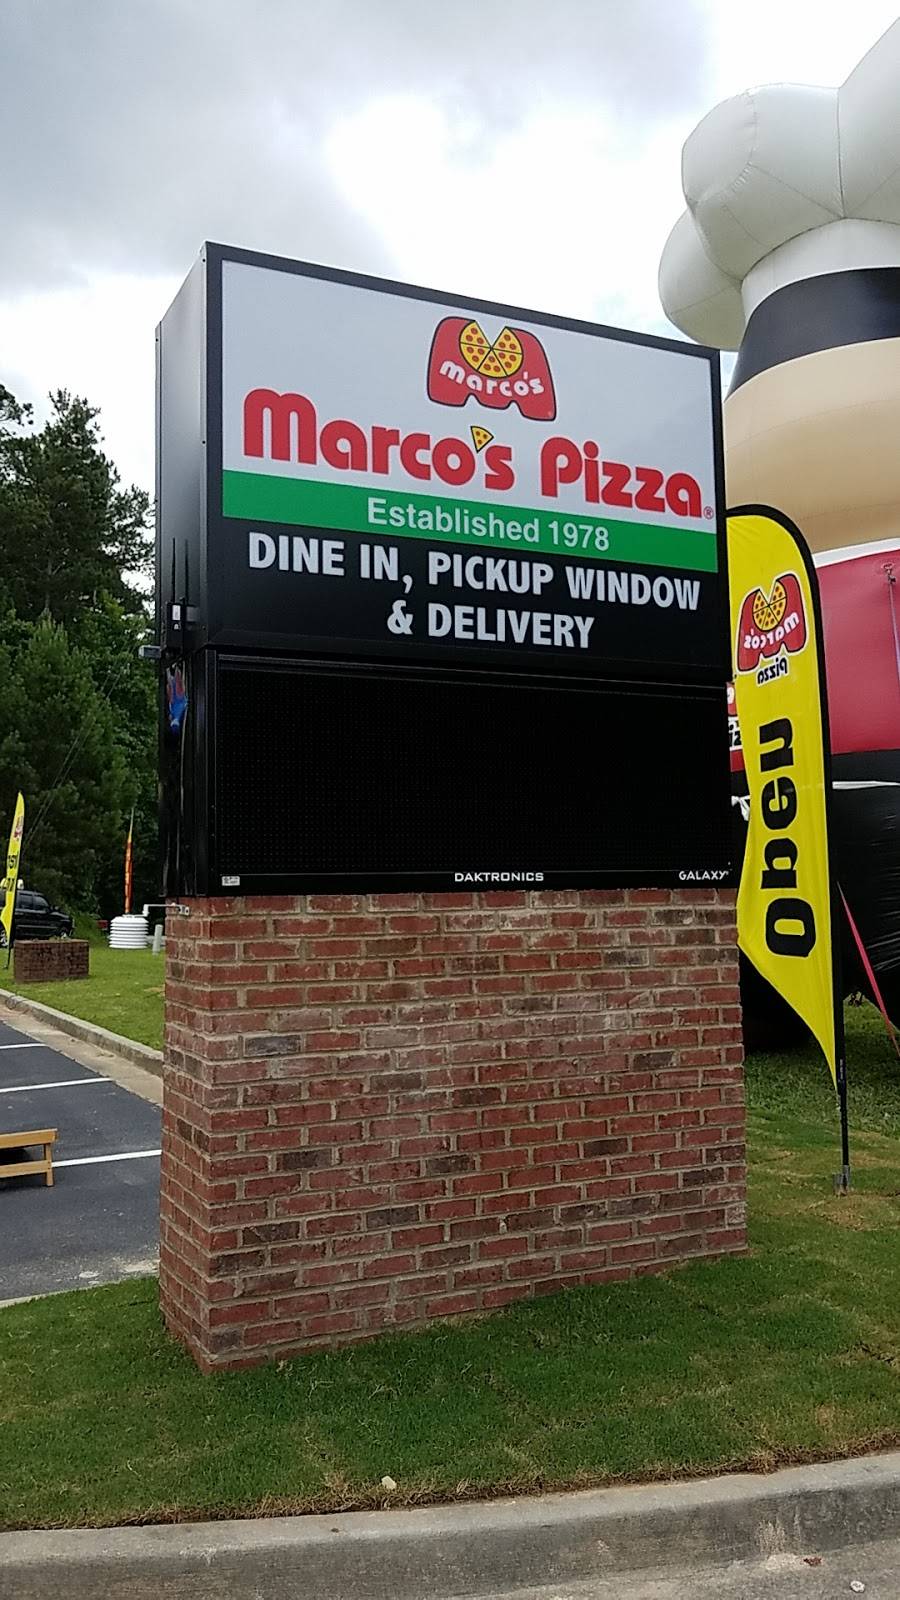 marco's
Marco's Pizza
Established 1978
DINE IN, PICKUP WINDOW
& DELIVERY
DAKTRONICS
GALAXY
marco's
pizza
Open